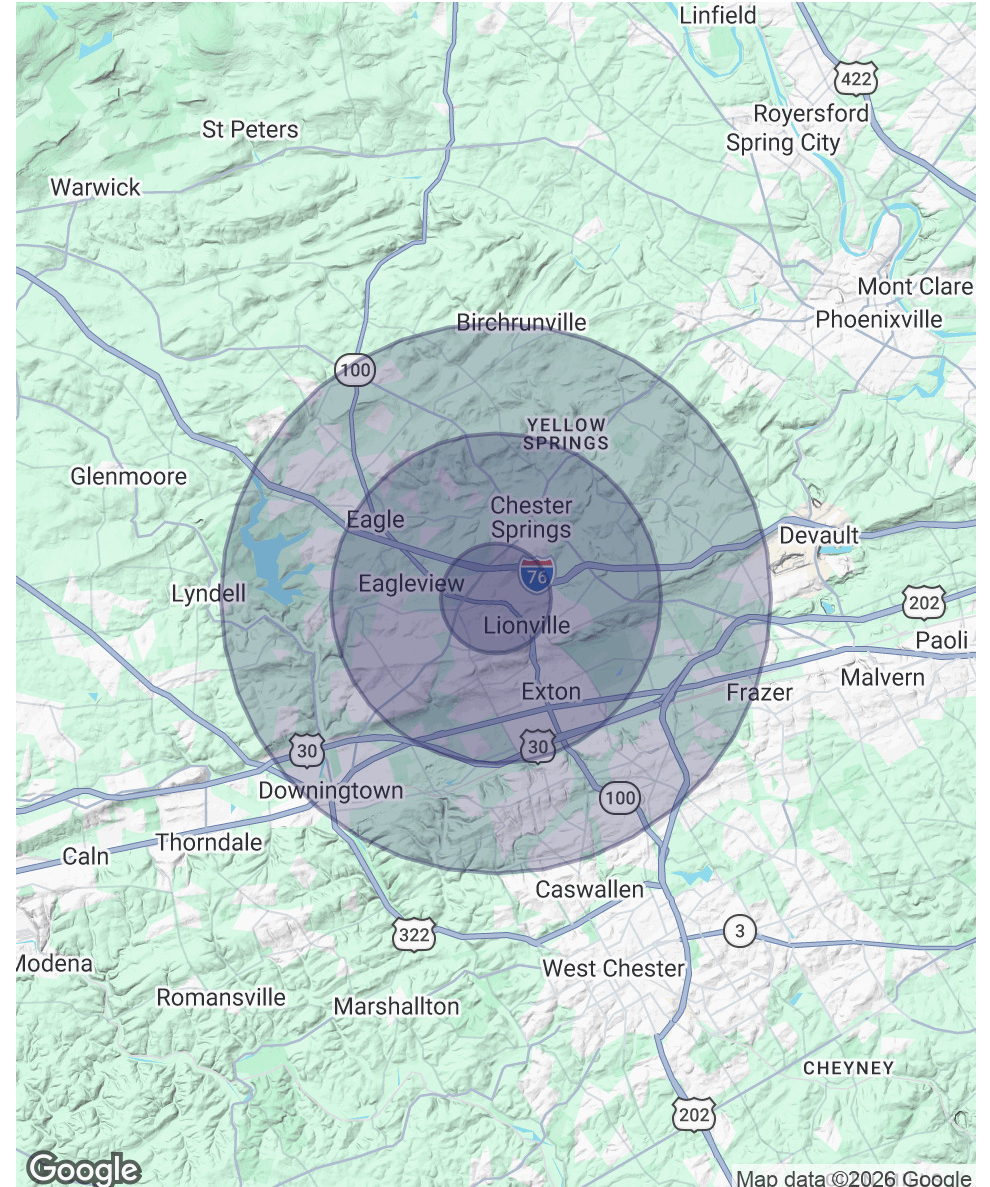 Linfield
422
Royersford
Spring City
St Peters
Warwick
Mont Clare
Phoenixville
Birchrunville
100
YELLOW
SPRINGS
Glenmoore
Chester
Springs
Eagle
Devault
76
Eagleview
Lyndell
202
Lionville
Paoli
Malvern
Exton
Frazer
30
30
Downingtown
100
Thorndale
Caln
Caswallen
322
3
Modena
West Chester
Romansville
Marshallton
CHEYNEY
202
Google
Map data ©2026 Google